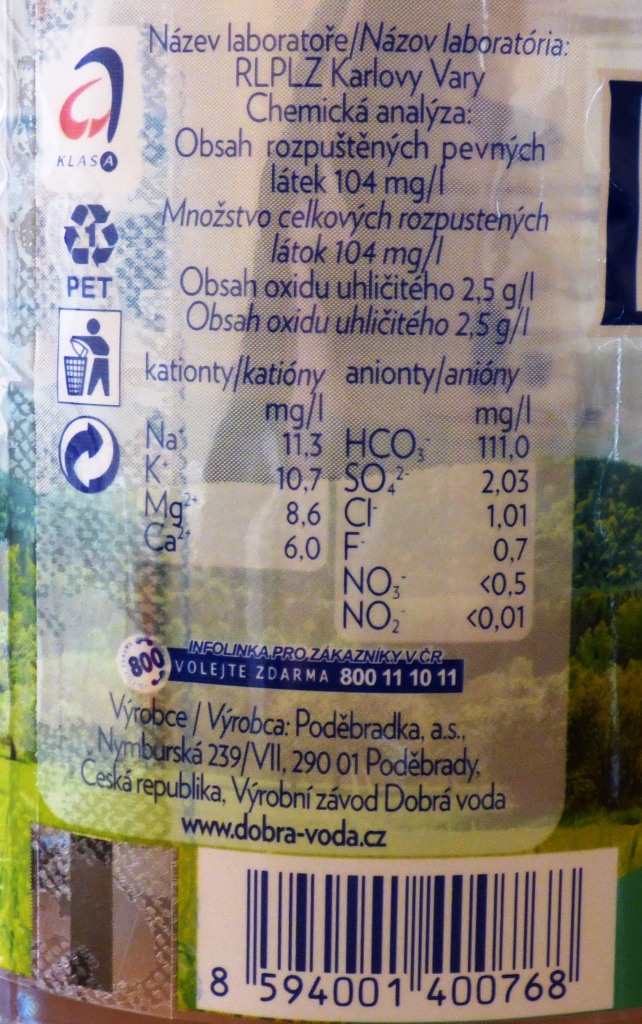 Název laboratoře/Názov laboratória:
RLPLZ Karlovy Vary
Chemická analýza:
Obsah rozpuštěných pevných
látek 104 mg/l
Množstvo celkových rozpustených
látok 104 mg/l
Obsah oxidu uhličitého 2,5 g/l
Obsah oxidu uhličitého 2,5 g/l
KLASA
1
PET
kationty/katióny anionty/anióny
mg/l mg/l
Na⁺ 11,3 HCO₃⁻ 111,0
K⁺ 10,7 SO₄²⁻ 2,03
Mg²⁺ 8,6 Cl⁻ 1,01
Ca²⁺ 6,0 F⁻ 0,7
NO₃⁻ <0,5
NO₂⁻ <0,01
800
INFOLINKA PRO ZÁKAZNÍKY V ČR
VOLEJTE ZDARMA 800 11 10 11
Výrobce / Výrobca: Poděbradka, a.s.,
Nymburská 239/VII, 290 01 Poděbrady,
Česká republika, Výrobní závod Dobrá voda
www.dobra-voda.cz
8 594001 400768